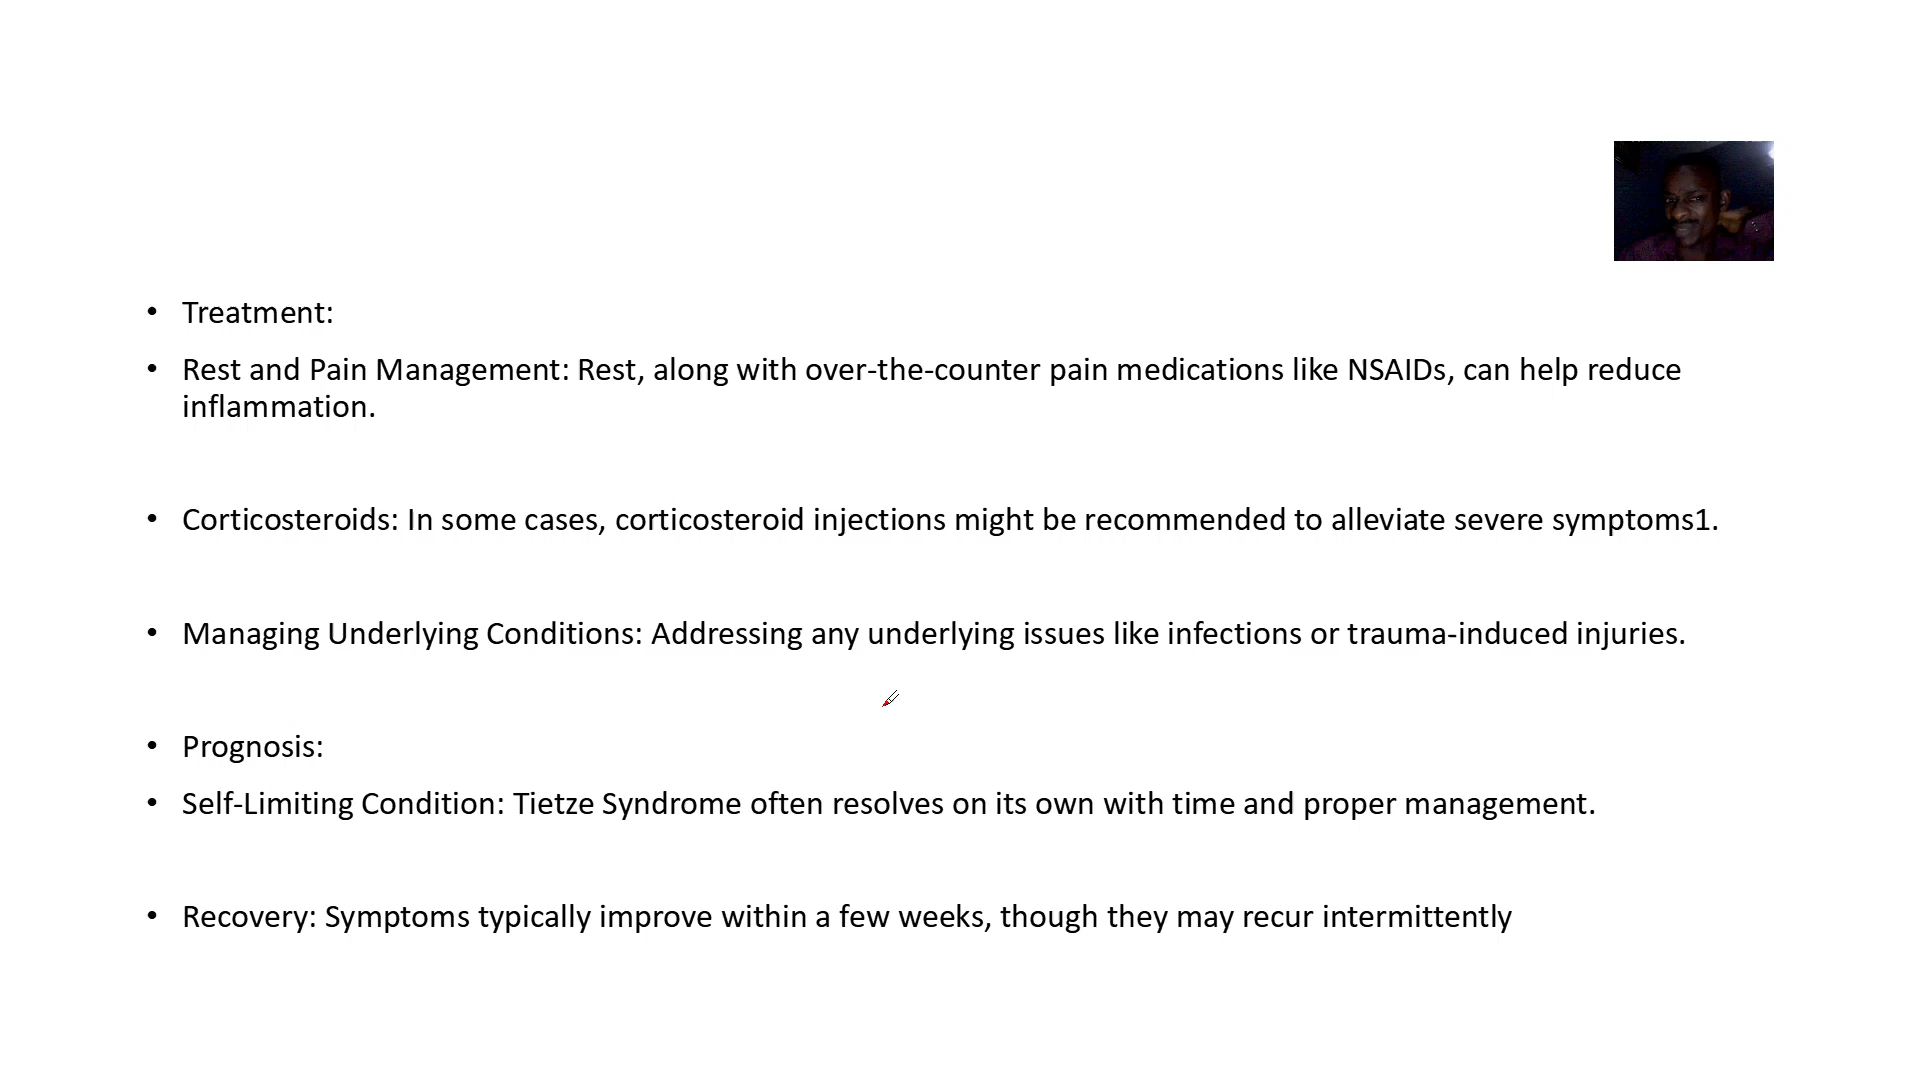 • Treatment:
• Rest and Pain Management: Rest, along with over-the-counter pain medications like NSAIDs, can help reduce
inflammation.
• Corticosteroids: In some cases, corticosteroid injections might be recommended to alleviate severe symptoms1.
• Managing Underlying Conditions: Addressing any underlying issues like infections or trauma-induced injuries.
• Prognosis:
• Self-Limiting Condition: Tietze Syndrome often resolves on its own with time and proper management.
• Recovery: Symptoms typically improve within a few weeks, though they may recur intermittently